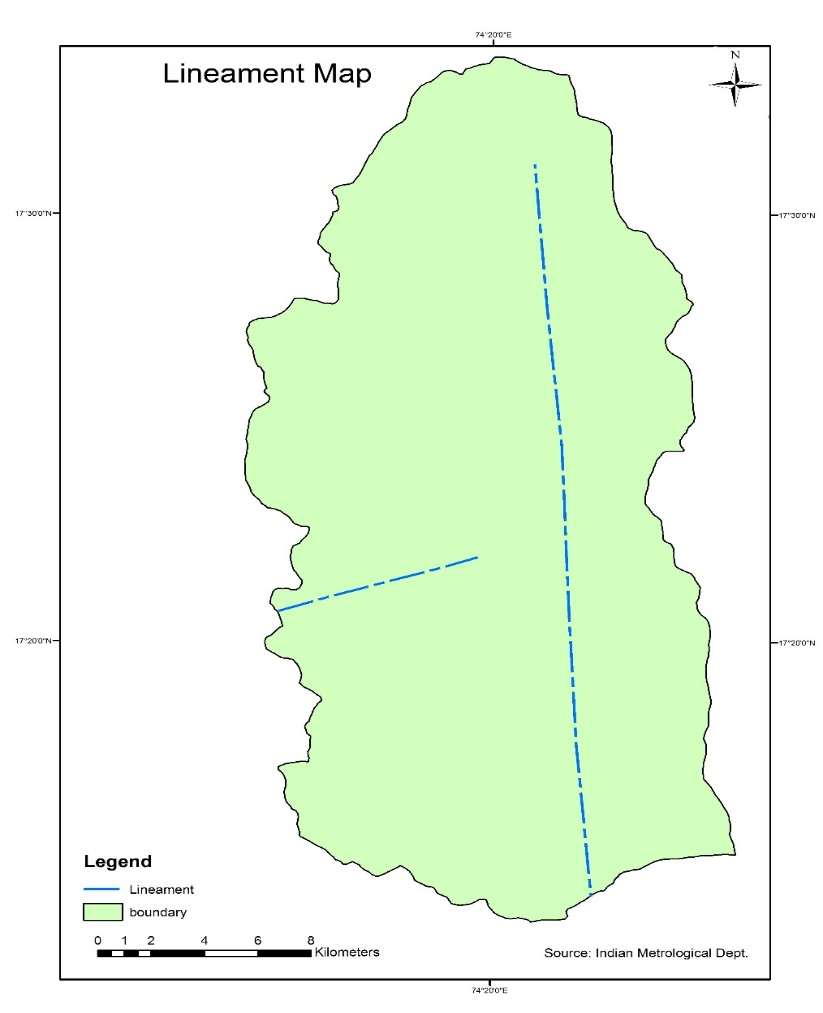 74°20'0"E
Lineament Map
N
17°30'0"N
17°30'0"N
17°20'0"N
17°20'0"N
Legend
Lineament
boundary
0 1 2 4 6 8
Kilometers
Source: Indian Metrological Dept.
74°20'0"E